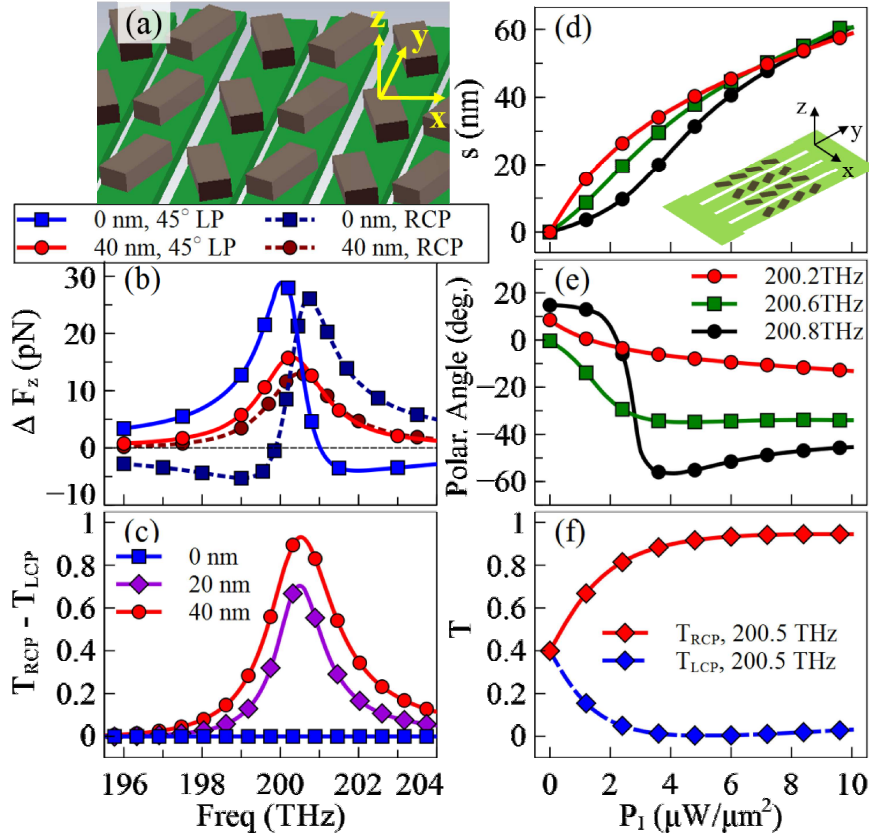 (a)
z
y
x
0 nm, 45° LP
0 nm, RCP
40 nm, 45° LP
40 nm, RCP
(b)
30
20
10
0
−10
Δ F_z (pN)
(c)
0 nm
20 nm
40 nm
1
0.8
0.6
0.4
0.2
0
T_RCP - T_LCP
196 198 200 202 204
Freq (THz)
(d)
60
40
20
0
s (nm)
z
y
x
(e)
200.2THz
200.6THz
200.8THz
20
0
−20
−40
−60
Polar. Angle (deg.)
(f)
1
0.8
0.6
0.4
0.2
0
T
T_RCP, 200.5 THz
T_LCP, 200.5 THz
0 2 4 6 8 10
P_I (μW/μm²)